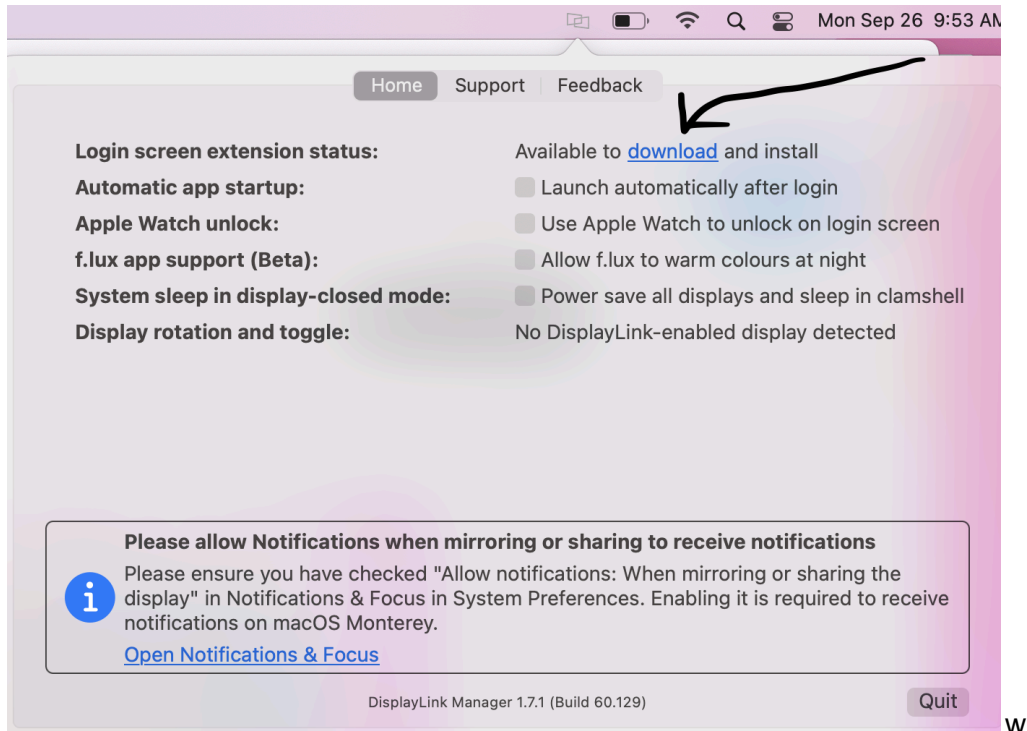 Mon Sep 26 9:53 AM
Home Support Feedback
Login screen extension status: Available to download and install
Automatic app startup: Launch automatically after login
Apple Watch unlock: Use Apple Watch to unlock on login screen
f.lux app support (Beta): Allow f.lux to warm colours at night
System sleep in display-closed mode: Power save all displays and sleep in clamshell
Display rotation and toggle: No DisplayLink-enabled display detected
Please allow Notifications when mirroring or sharing to receive notifications
Please ensure you have checked "Allow notifications: When mirroring or sharing the
display" in Notifications & Focus in System Preferences. Enabling it is required to receive
notifications on macOS Monterey.
Open Notifications & Focus
DisplayLink Manager 1.7.1 (Build 60.129) Quit
w